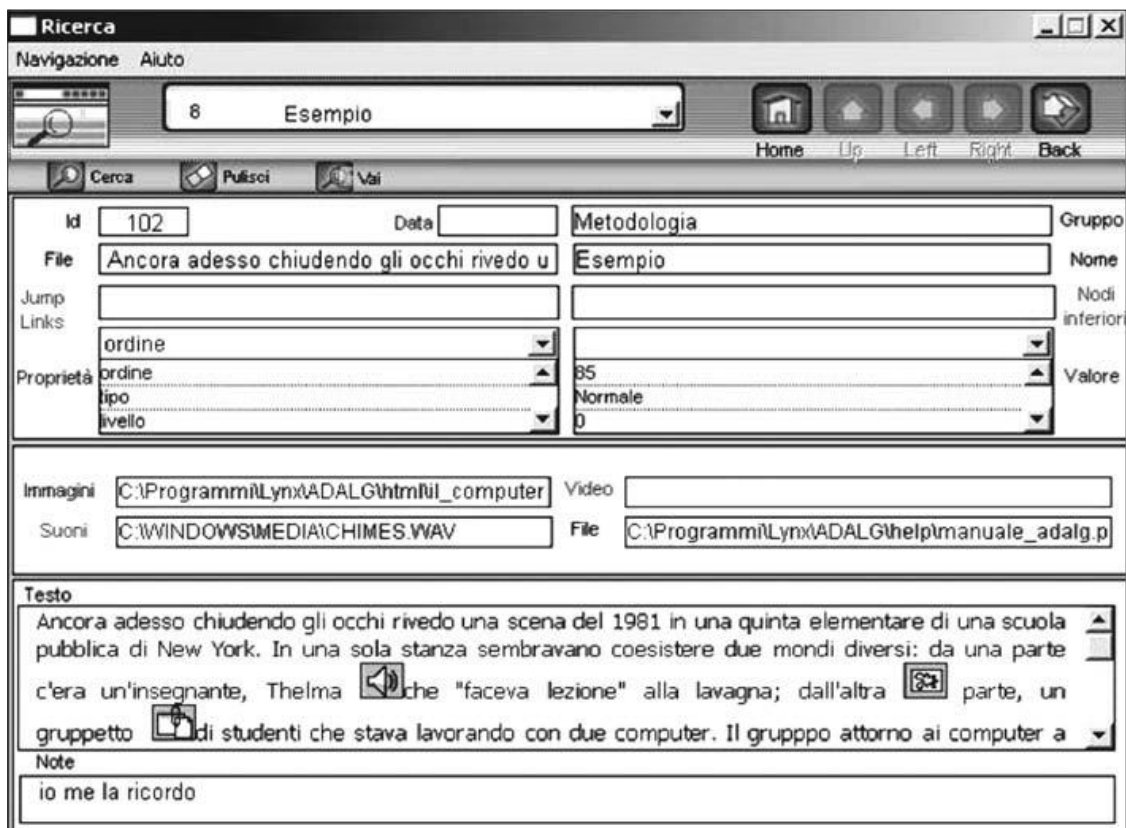 Ricerca
Navigazione Aiuto
8 Esempio
Home Up Left Right Back
Cerca Pulisci Vai
Id 102 Data Metodologia Gruppo
File Ancora adesso chiudendo gli occhi rivedo u Esempio Nome
Jump Links Nodi inferiori
ordine
Proprietà ordine 85 Valore
tipo Normale
livello 0
Immagini C:\Programmi\Lynx\ADALG\html\il_computer Video
Suoni C:\WINDOWS\MEDIA\CHIMES.WAV File C:\Programmi\Lynx\ADALG\help\manuale_adalg.p
Testo
Ancora adesso chiudendo gli occhi rivedo una scena del 1981 in una quinta elementare di una scuola
pubblica di New York. In una sola stanza sembravano coesistere due mondi diversi: da una parte
c'era un'insegnante, Thelma che "faceva lezione" alla lavagna; dall'altra parte, un
gruppetto di studenti che stava lavorando con due computer. Il grupppo attorno ai computer a
Note
io me la ricordo